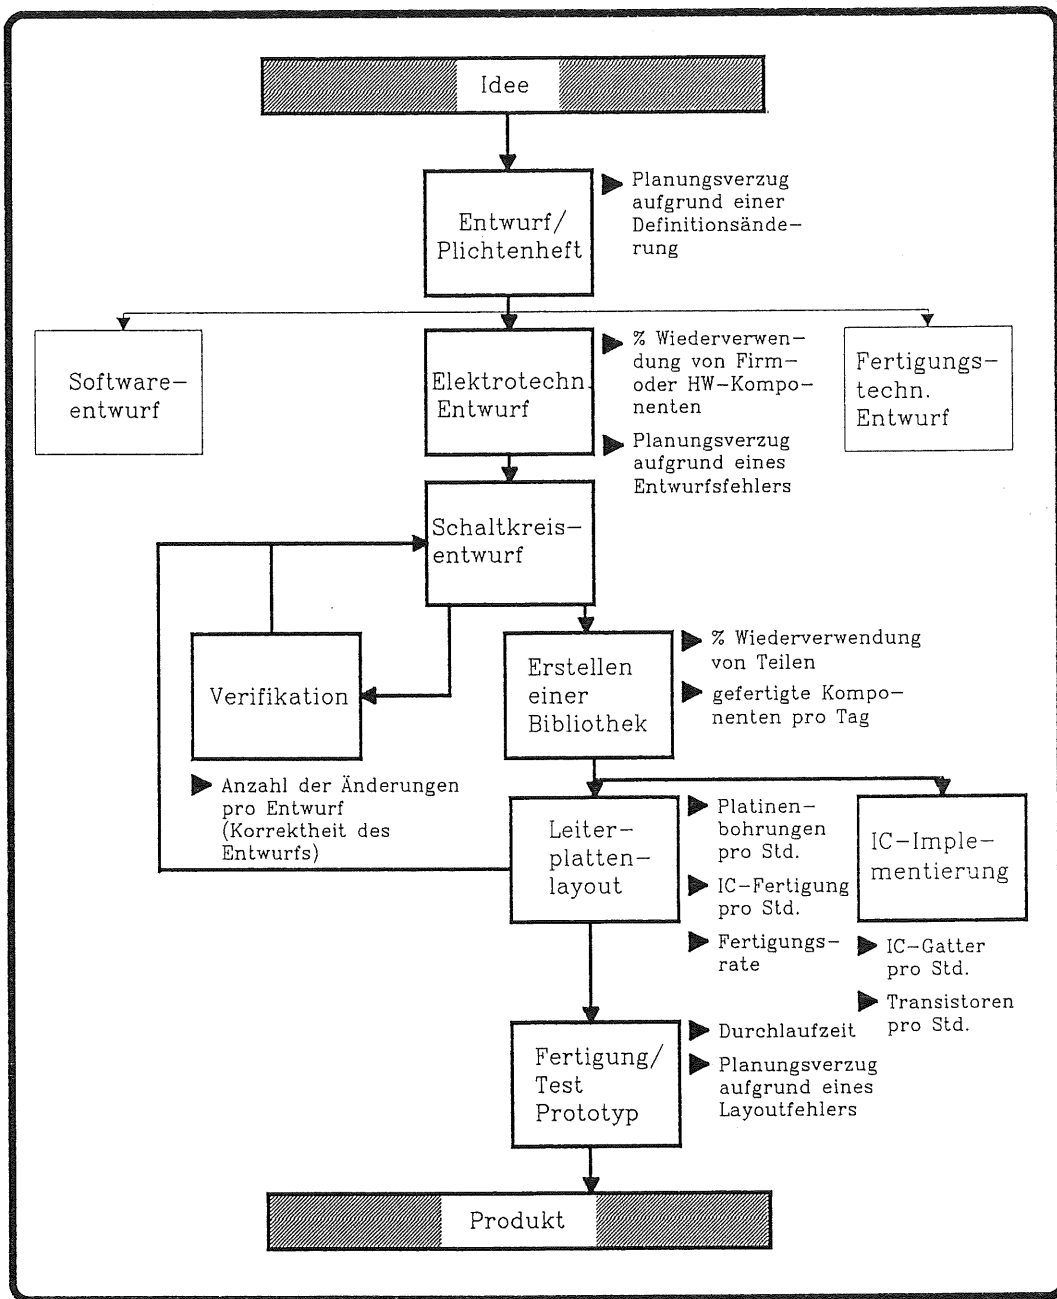 Idee
Entwurf/
Plichtenheft
Planungsverzug
aufgrund einer
Definitionsände-
rung
Software-
entwurf
Elektrotechn.
Entwurf
% Wiederverwen-
dung von Firm-
oder HW-Kompo-
nenten
Planungsverzug
aufgrund eines
Entwurfsfehlers
Fertigungs-
techn.
Entwurf
Schaltkreis-
entwurf
Verifikation
Anzahl der Änderungen
pro Entwurf
(Korrektheit des
Entwurfs)
Erstellen
einer
Bibliothek
% Wiederverwendung
von Teilen
gefertigte Kompo-
nenten pro Tag
Leiter-
platten-
layout
Platinen-
bohrungen
pro Std.
IC-Fertigung
pro Std.
Fertigungs-
rate
IC-Imple-
mentierung
IC-Gatter
pro Std.
Transistoren
pro Std.
Fertigung/
Test
Prototyp
Durchlaufzeit
Planungsverzug
aufgrund eines
Layoutfehlers
Produkt